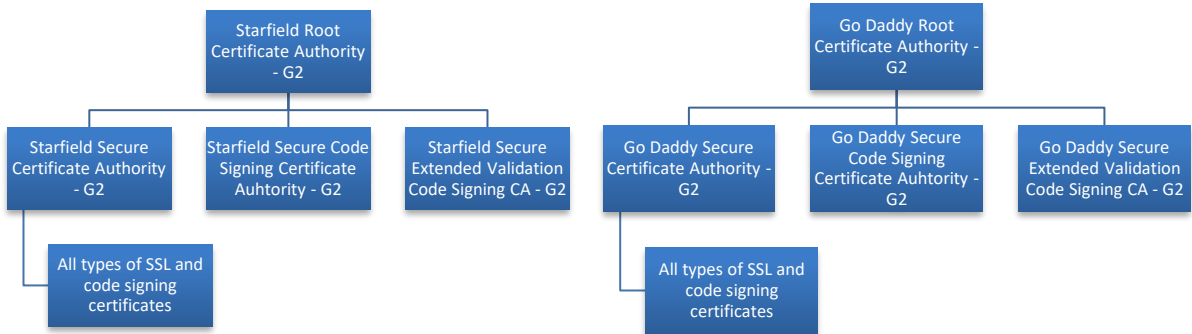 Starfield Root
Certificate Authority
- G2
Starfield Secure
Certificate Authority
- G2
Starfield Secure Code
Signing Certificate
Auhtority - G2
Starfield Secure
Extended Validation
Code Signing CA - G2
All types of SSL and
code signing
certificates
Go Daddy Root
Certificate Authority -
G2
Go Daddy Secure
Certificate Authority -
G2
Go Daddy Secure
Code Signing
Certificate Auhtority -
G2
Go Daddy Secure
Extended Validation
Code Signing CA - G2
All types of SSL and
code signing
certificates